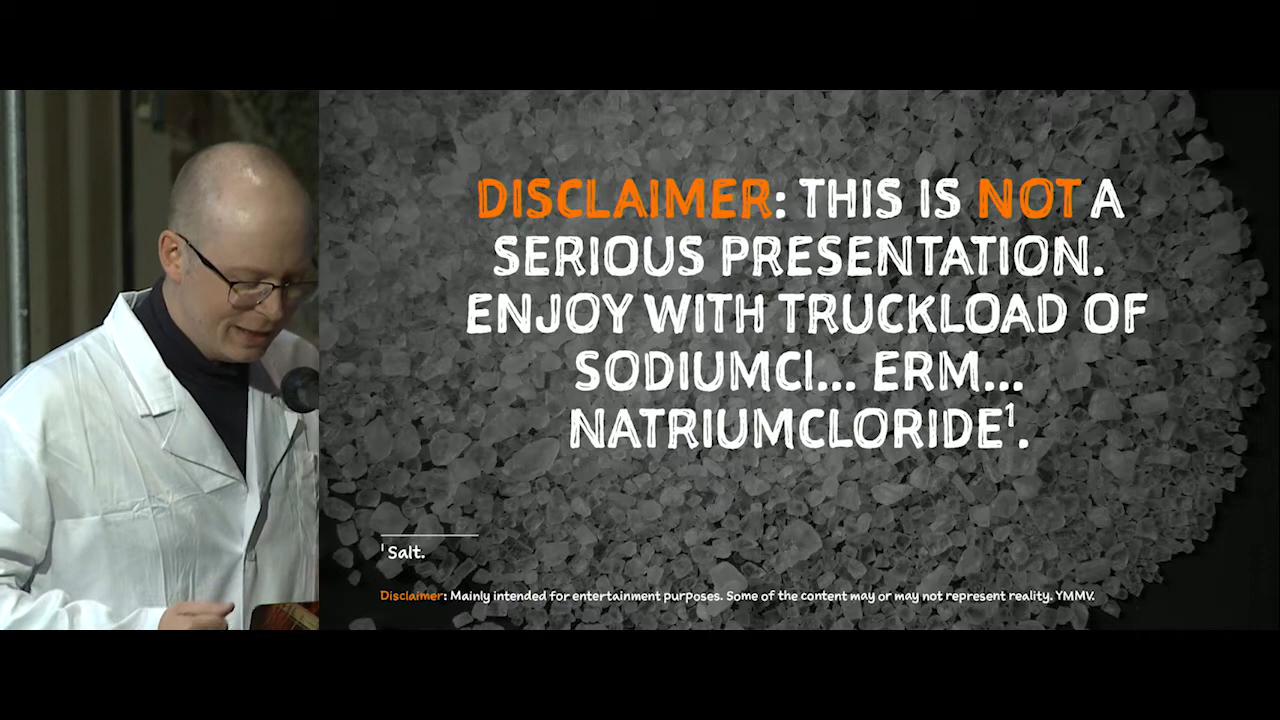 DISCLAIMER: THIS IS NOT A
SERIOUS PRESENTATION.
ENJOY WITH TRUCKLOAD OF
SODIUMCl... ERM...
NATRIUMCLORIDE¹.
¹ Salt.
Disclaimer: Mainly intended for entertainment purposes. Some of the content may or may not represent reality. YMMV.